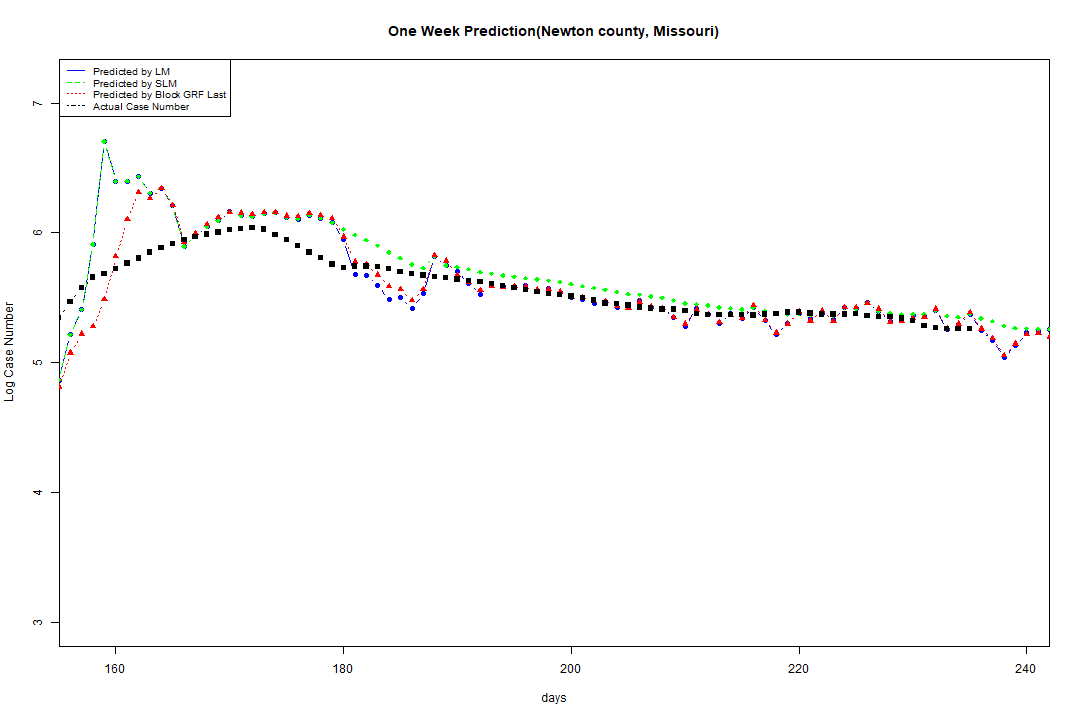 One Week Prediction(Newton county, Missouri)
Predicted by LM
Predicted by SLM
Predicted by Block GRF Last
Actual Case Number
7
6
5
4
3
Log Case Number
160 180 200 220 240
days